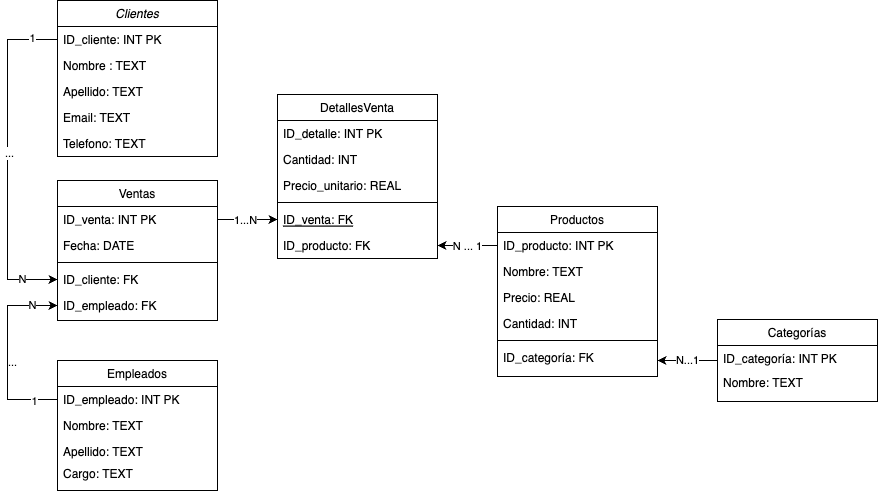 Clientes
ID_cliente: INT PK
Nombre : TEXT
Apellido: TEXT
Email: TEXT
Telefono: TEXT
1
...
N
Ventas
ID_venta: INT PK
Fecha: DATE
ID_cliente: FK
ID_empleado: FK
N
...
1
Empleados
ID_empleado: INT PK
Nombre: TEXT
Apellido: TEXT
Cargo: TEXT
1...N
DetallesVenta
ID_detalle: INT PK
Cantidad: INT
Precio_unitario: REAL
ID_venta: FK
ID_producto: FK
N ... 1
Productos
ID_producto: INT PK
Nombre: TEXT
Precio: REAL
Cantidad: INT
ID_categoría: FK
N...1
Categorías
ID_categoría: INT PK
Nombre: TEXT